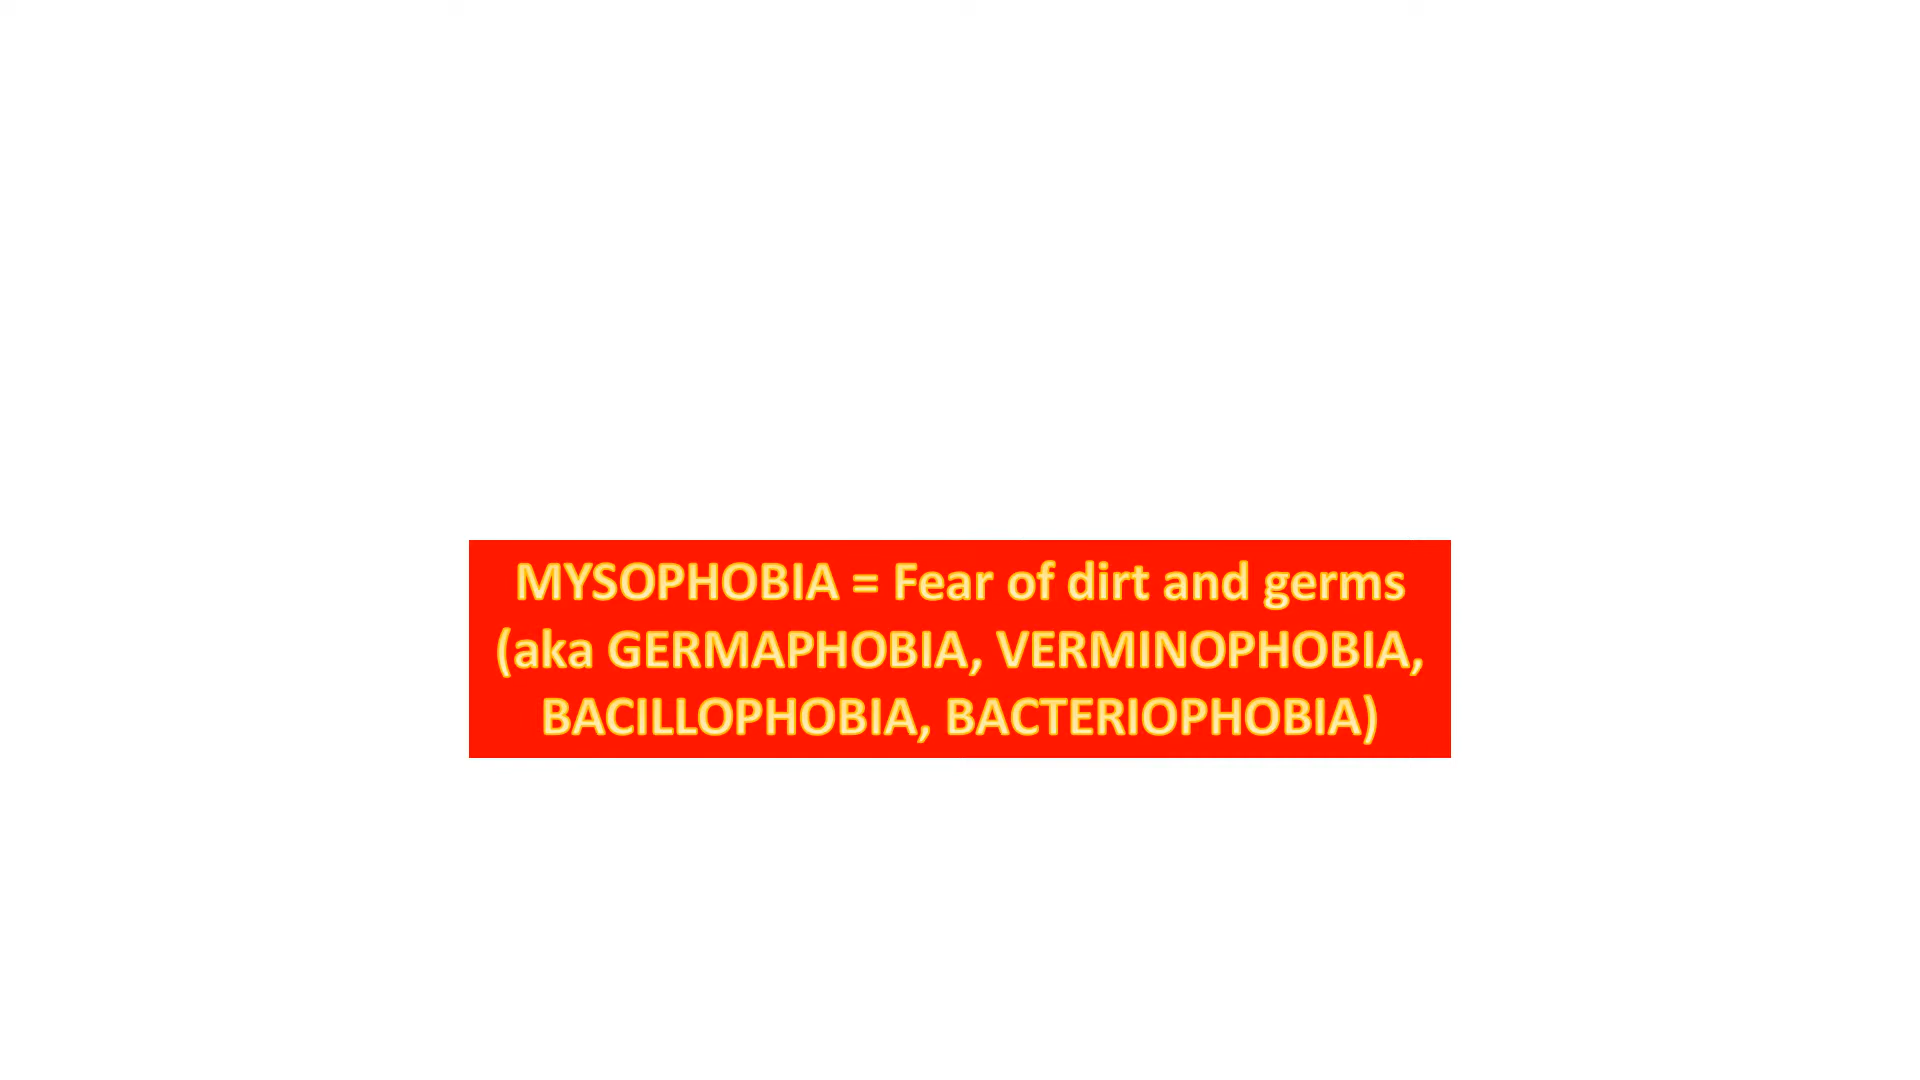 MYSOPHOBIA = Fear of dirt and germs
(aka GERMAPHOBIA, VERMINOPHOBIA,
BACILLOPHOBIA, BACTERIOPHOBIA)